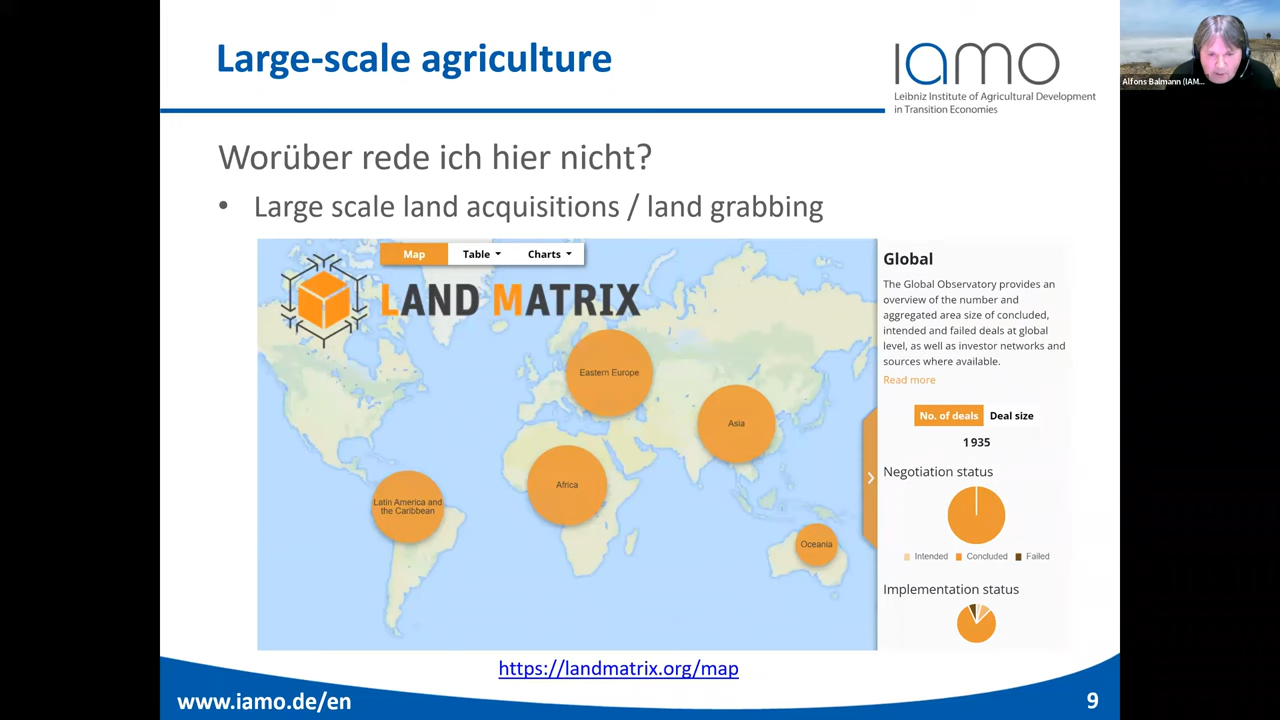 Large-scale agriculture
iamo
Leibniz Institute of Agricultural Development
in Transition Economies
Alfons Balmann (IAM...
Worüber rede ich hier nicht?
• Large scale land acquisitions / land grabbing
Map
Table
Charts
LAND MATRIX
Eastern Europe
Asia
Africa
Latin America and
the Caribbean
Oceania
Global
The Global Observatory provides an
overview of the number and
aggregated area size of concluded,
intended and failed deals at global
level, as well as investor networks and
sources where available.
Read more
No. of deals
Deal size
1 935
Negotiation status
Intended
Concluded
Failed
Implementation status
https://landmatrix.org/map
www.iamo.de/en
9